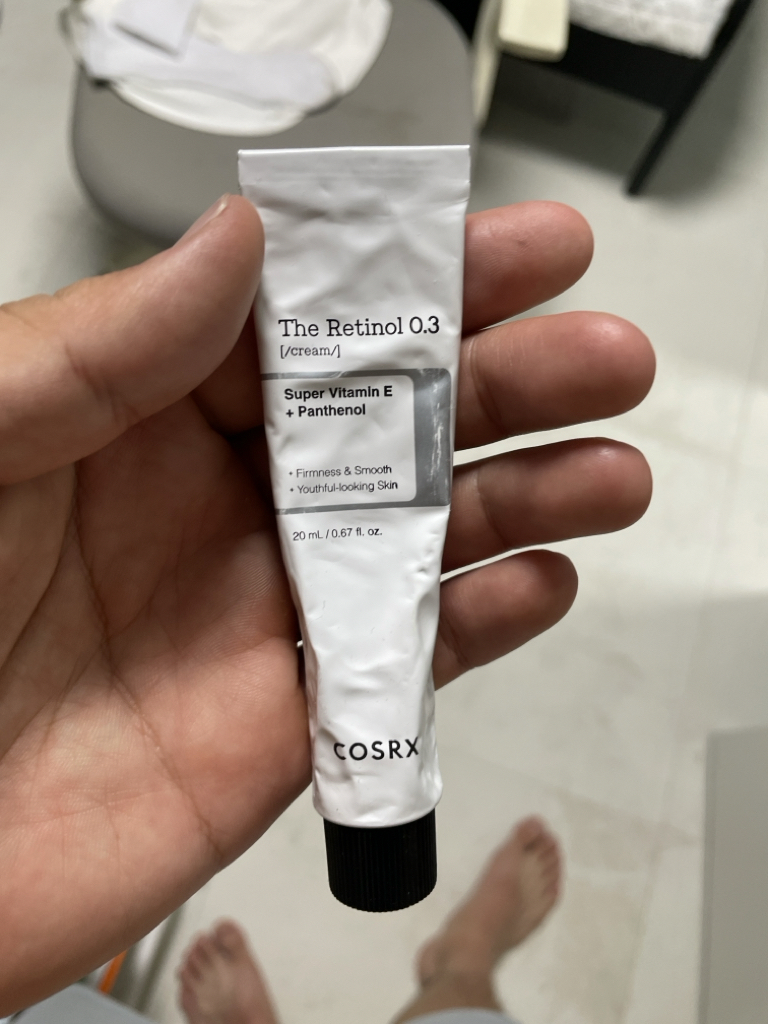 The Retinol 0.3
[/cream/]
Super Vitamin E
+ Panthenol
• Firmness & Smooth
• Youthful-looking Skin
20 mL / 0.67 fl. oz.
COSRX